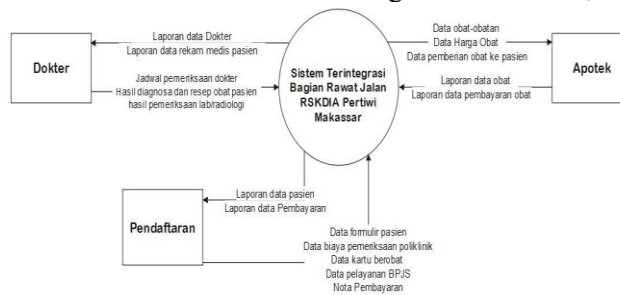 Laporan data Dokter
Laporan data rekam medis pasien
Dokter
Jadwal pemeriksaan dokter
Hasil diagnosa dan resep obat pasien
hasil pemeriksaan lab/radiologi
Sistem Terintegrasi
Bagian Rawat Jalan
RSKDIA Pertiwi
Makassar
Data obat-obatan
Data Harga Obat
Data pemberian obat ke pasien
Apotek
Laporan data obat
Laporan data pembayaran obat
Laporan data pasien
Laporan data Pembayaran
Pendaftaran
Data formulir pasien
Data biaya pemeriksaan poliklinik
Data kartu berobat
Data pelayanan BPJS
Nota Pembayaran